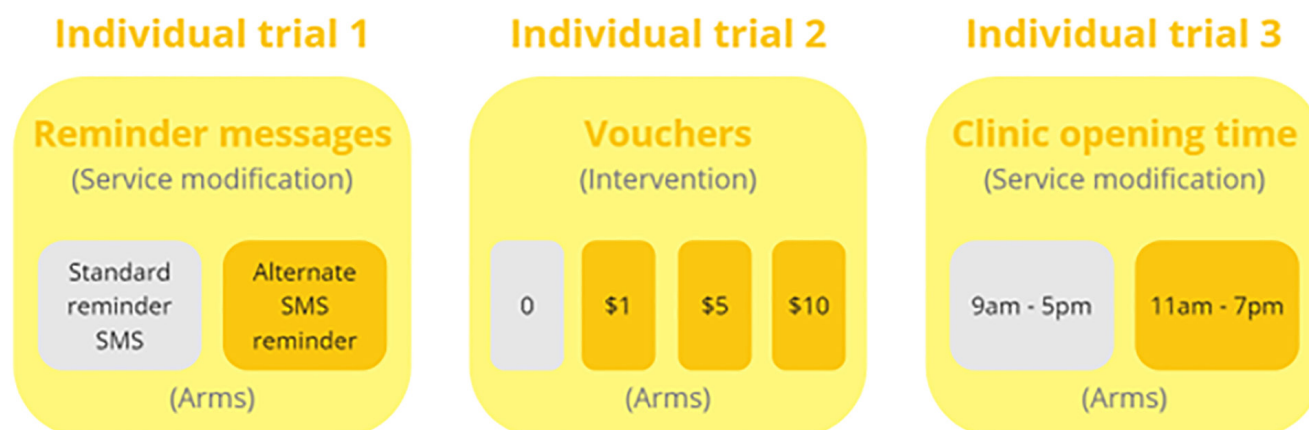 Individual trial 1
Reminder messages
(Service modification)
Standard
reminder
SMS
Alternate
SMS
reminder
(Arms)
Individual trial 2
Vouchers
(Intervention)
0
$1
$5
$10
(Arms)
Individual trial 3
Clinic opening time
(Service modification)
9am - 5pm
11am - 7pm
(Arms)